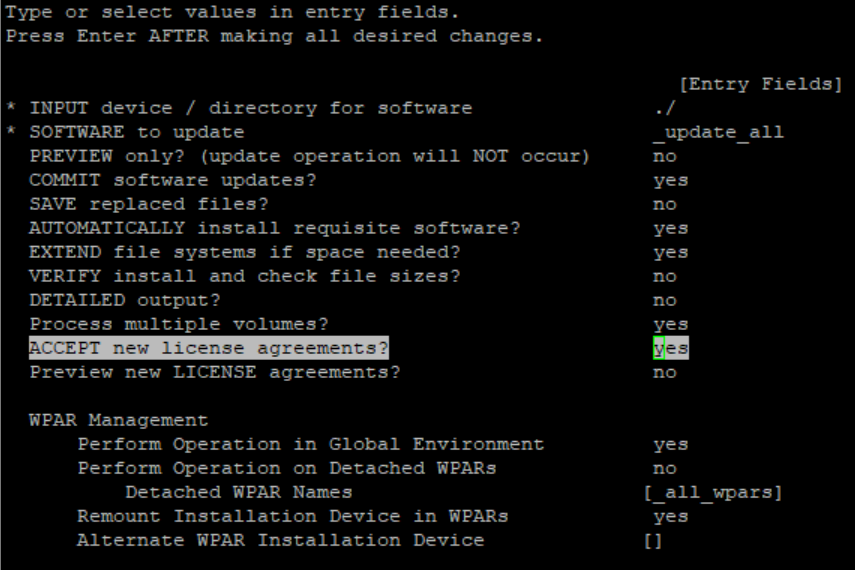 Type or select values in entry fields.
Press Enter AFTER making all desired changes.
[Entry Fields]
* INPUT device / directory for software ./
* SOFTWARE to update _update_all
PREVIEW only? (update operation will NOT occur) no
COMMIT software updates? yes
SAVE replaced files? no
AUTOMATICALLY install requisite software? yes
EXTEND file systems if space needed? yes
VERIFY install and check file sizes? no
DETAILED output? no
Process multiple volumes? yes
ACCEPT new license agreements? yes
Preview new LICENSE agreements? no
WPAR Management
Perform Operation in Global Environment yes
Perform Operation on Detached WPARs no
Detached WPAR Names [_all_wpars]
Remount Installation Device in WPARs yes
Alternate WPAR Installation Device []